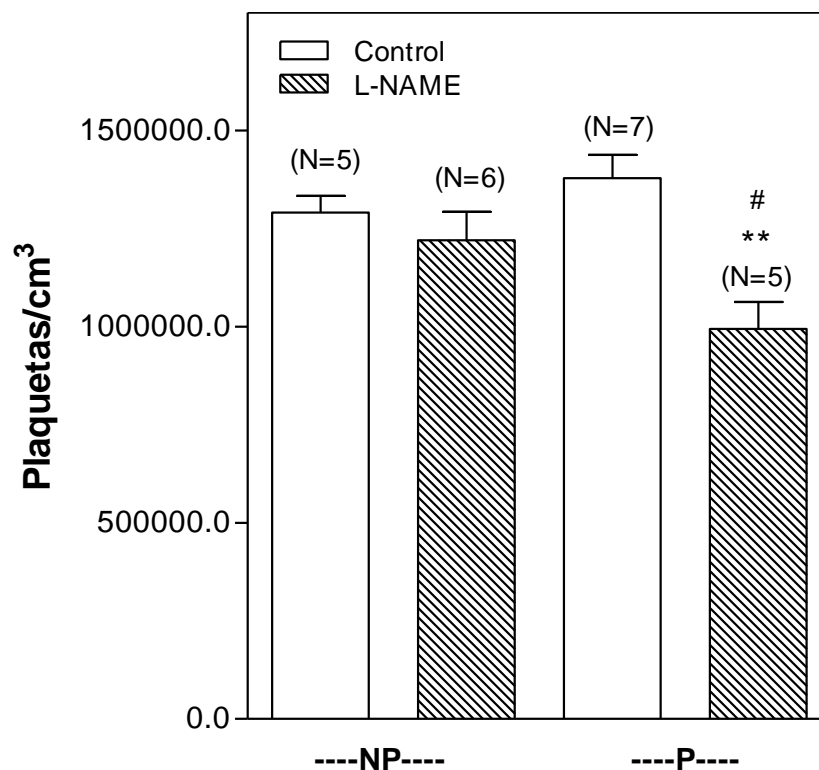 Control
L-NAME
1500000.0
1000000.0
500000.0
0.0
Plaquetas/cm³
(N=5)
(N=6)
(N=7)
#
**
(N=5)
----NP----
----P----